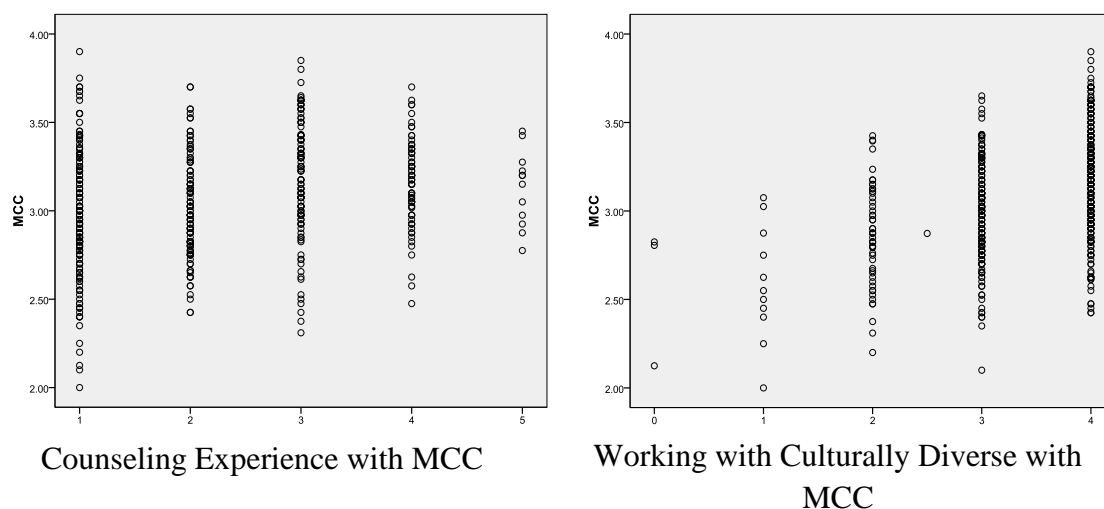 4.00
3.50
3.00
2.50
2.00
MCC
1 2 3 4 5
Counseling Experience with MCC
4.00
3.50
3.00
2.50
2.00
MCC
0 1 2 3 4
Working with Culturally Diverse with
MCC